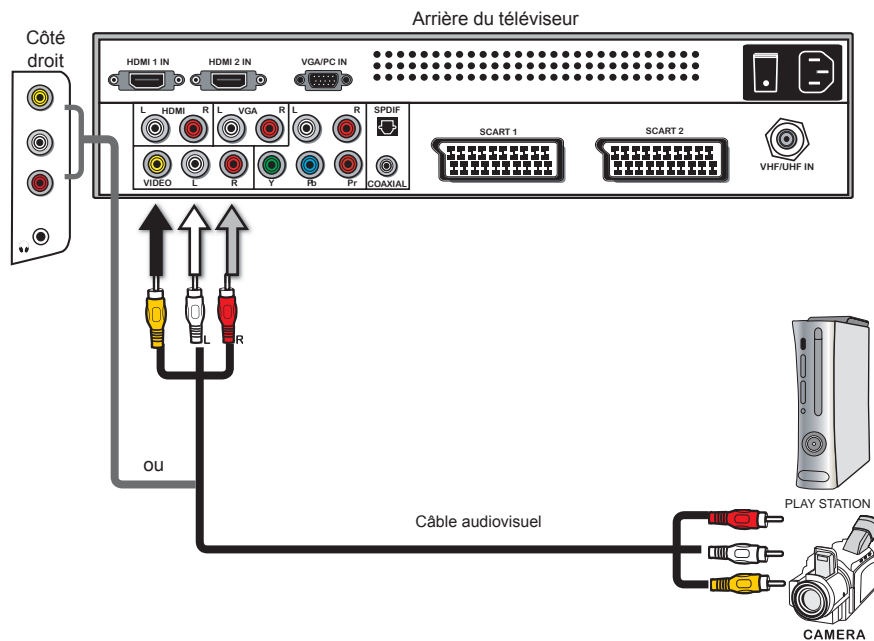 Arrière du téléviseur
Côté
droit
HDMI 1 IN HDMI 2 IN VGA/PC IN
L HDMI R L VGA R L R SPDIF
SCART 1 SCART 2
VIDEO L R Y Pb Pr COAXIAL
VHF/UHF IN
L R
ou
Câble audiovisuel
PLAY STATION
CAMERA